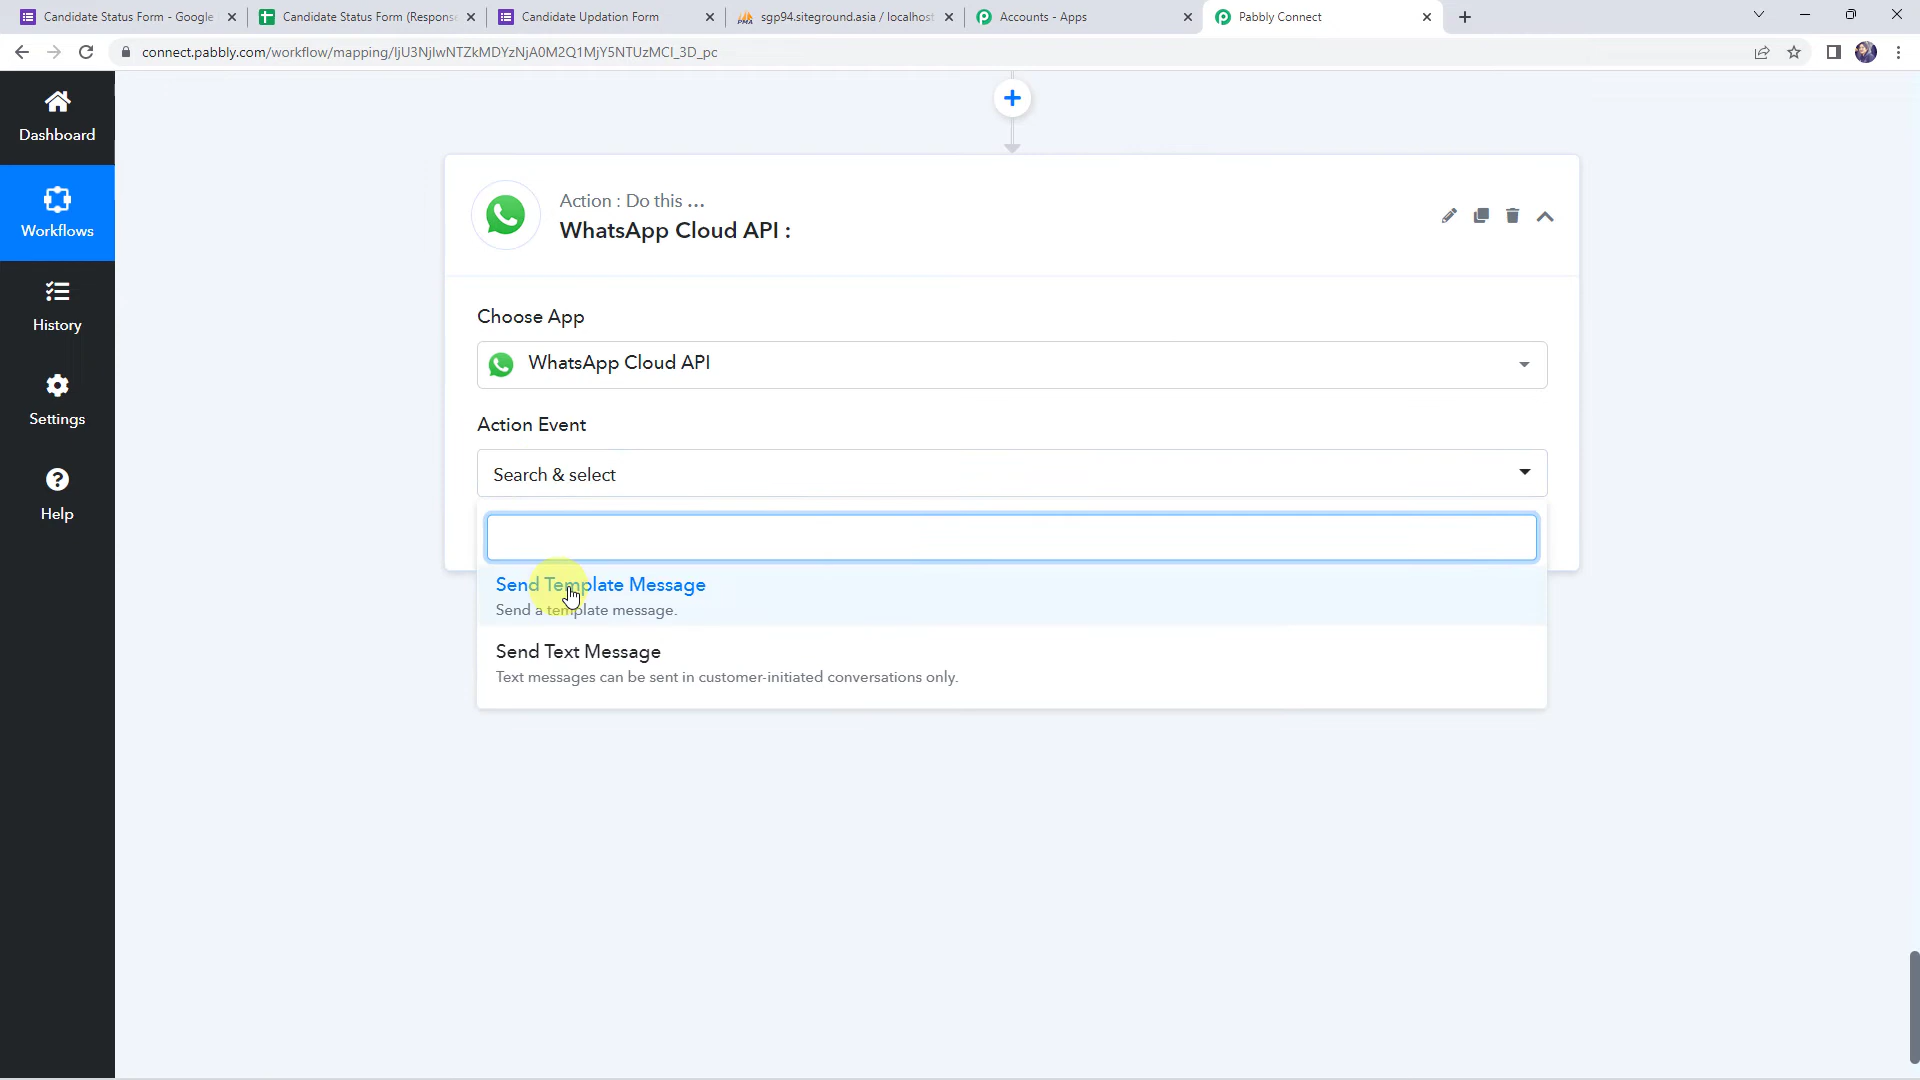 Candidate Status Form - Google
Candidate Status Form (Response
Candidate Updation Form
sgp94.siteground.asia / localhost
Accounts - Apps
Pabbly Connect
connect.pabbly.com/workflow/mapping/IjU3NjIwNTZkMDYzNjA0M2Q1MjY5NTUzMCI_3D_pc
Dashboard
Workflows
History
Settings
Help
Action : Do this ...
WhatsApp Cloud API :
Choose App
WhatsApp Cloud API
Action Event
Search & select
Send Template Message
Send a template message.
Send Text Message
Text messages can be sent in customer-initiated conversations only.